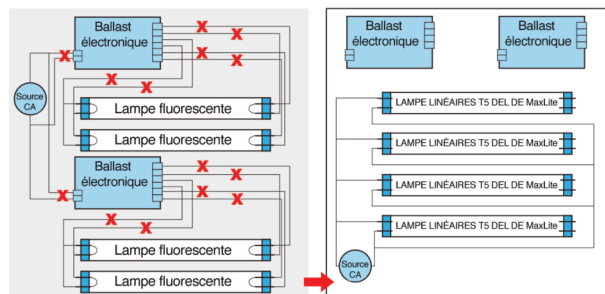 Ballast
électronique
Source
CA
Lampe fluorescente
Lampe fluorescente
Ballast
électronique
Lampe fluorescente
Lampe fluorescente
Ballast
électronique
Ballast
électronique
LAMPE LINÉAIRES T5 DEL DE MaxLite
LAMPE LINÉAIRES T5 DEL DE MaxLite
LAMPE LINÉAIRES T5 DEL DE MaxLite
LAMPE LINÉAIRES T5 DEL DE MaxLite
Source
CA